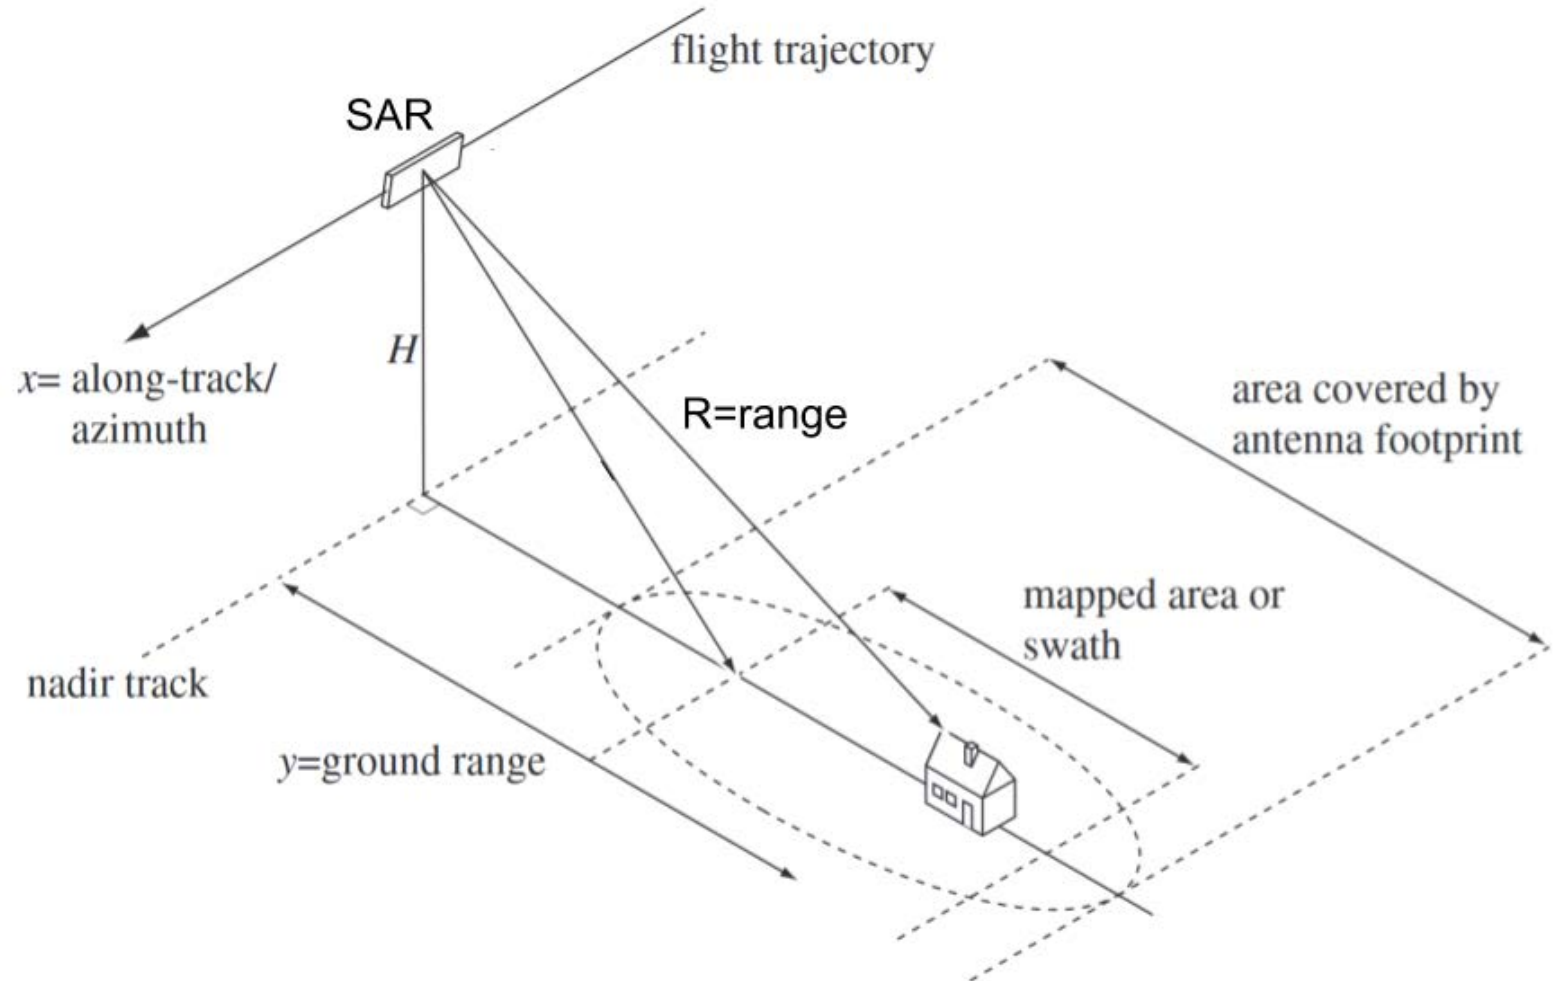 flight trajectory
SAR
H
x= along-track/
azimuth
R=range
area covered by
antenna footprint
mapped area or
swath
nadir track
y=ground range